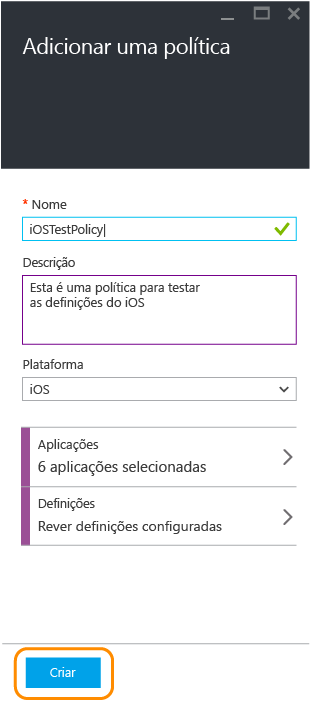 Adicionar uma política
* Nome
iOSTestPolicy
Descrição
Esta é uma política para testar
as definições do iOS
Plataforma
iOS
Aplicações
6 aplicações selecionadas
Definições
Rever definições configuradas
Criar